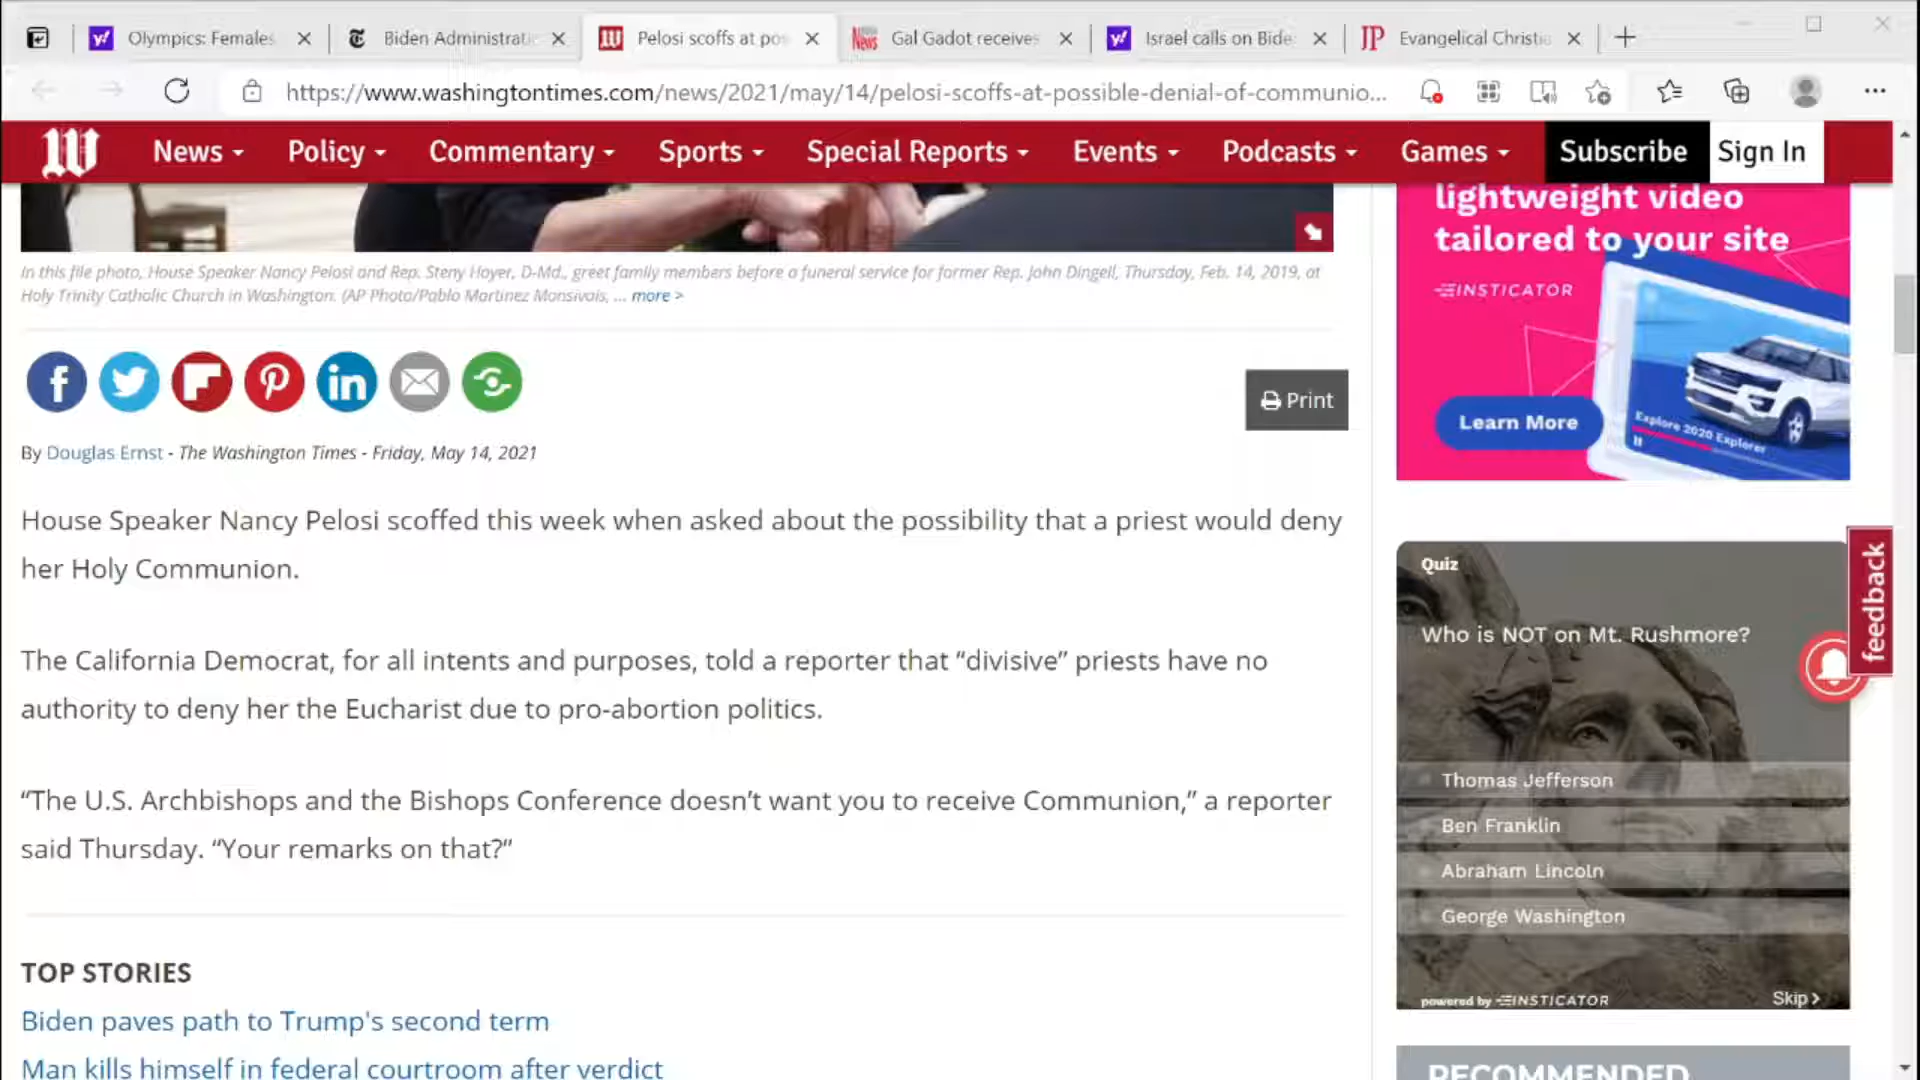 Olympics: Females
Biden Administrati
Pelosi scoffs at pos
News
Gal Gadot receives
Israel calls on Bide
JP
Evangelical Christi
https://www.washingtontimes.com/news/2021/may/14/pelosi-scoffs-at-possible-denial-of-communio...
W
News
Policy
Commentary
Sports
Special Reports
Events
Podcasts
Games
Subscribe
Sign In
In this file photo, House Speaker Nancy Pelosi and Rep. Steny Hoyer, D-Md., greet family members before a funeral service for former Rep. John Dingell, Thursday, Feb. 14, 2019, at
Holy Trinity Catholic Church in Washington. (AP Photo/Pablo Martinez Monsivais, ... more >
Print
By Douglas Ernst - The Washington Times - Friday, May 14, 2021
House Speaker Nancy Pelosi scoffed this week when asked about the possibility that a priest would deny
her Holy Communion.
The California Democrat, for all intents and purposes, told a reporter that “divisive” priests have no
authority to deny her the Eucharist due to pro-abortion politics.
“The U.S. Archbishops and the Bishops Conference doesn’t want you to receive Communion,” a reporter
said Thursday. “Your remarks on that?”
TOP STORIES
Biden paves path to Trump's second term
Man kills himself in federal courtroom after verdict
lightweight video
tailored to your site
INSTICATOR
Learn More
Explore 2020 Explorer
feedback
Quiz
Who is NOT on Mt. Rushmore?
Thomas Jefferson
Ben Franklin
Abraham Lincoln
George Washington
powered by INSTICATOR
Skip >
RECOMMENDED